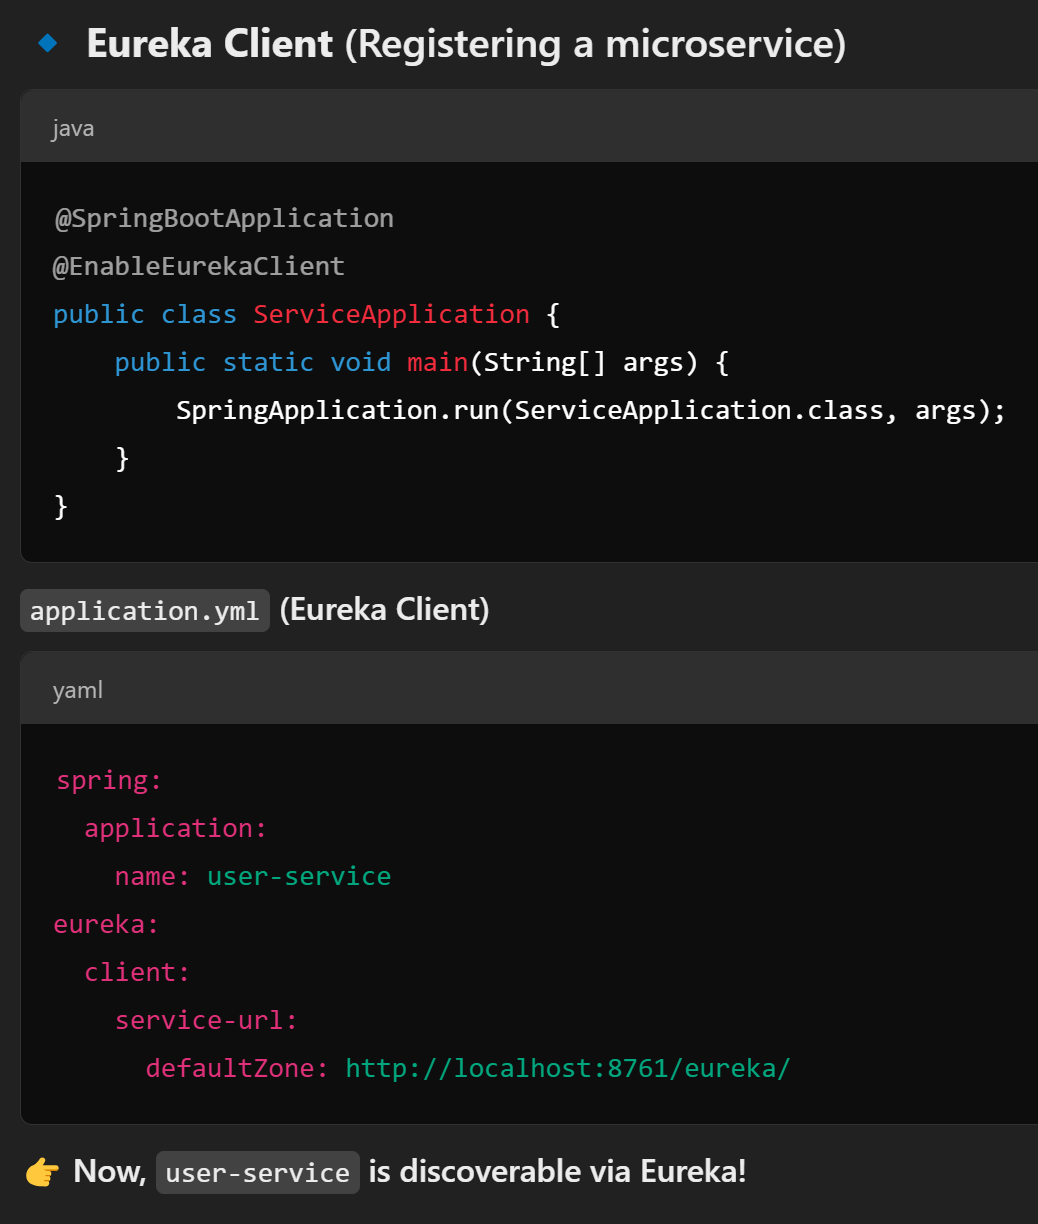 🔹 Eureka Client (Registering a microservice)
java
@SpringBootApplication
@EnableEurekaClient
public class ServiceApplication {
    public static void main(String[] args) {
        SpringApplication.run(ServiceApplication.class, args);
    }
}
application.yml (Eureka Client)
yaml
spring:
  application:
    name: user-service
eureka:
  client:
    service-url:
      defaultZone: http://localhost:8761/eureka/
👉 Now, user-service is discoverable via Eureka!